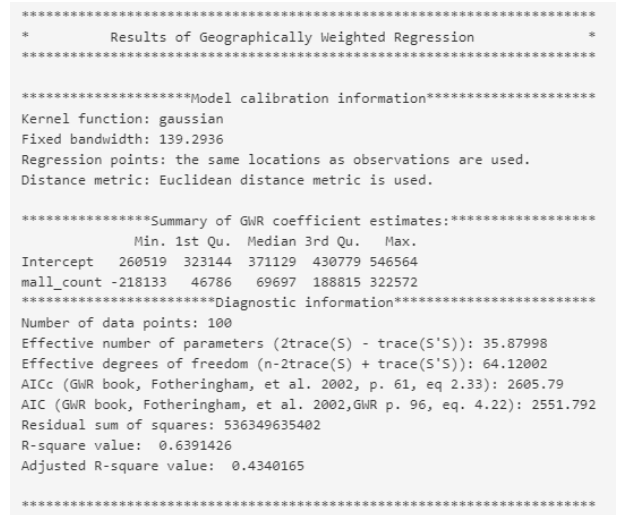 ***********************************************************************
*          Results of Geographically Weighted Regression              *
***********************************************************************

*********************Model calibration information*********************
Kernel function: gaussian
Fixed bandwidth: 139.2936
Regression points: the same locations as observations are used.
Distance metric: Euclidean distance metric is used.

****************Summary of GWR coefficient estimates:******************
              Min. 1st Qu.  Median 3rd Qu.   Max.
Intercept   260519  323144  371129  430779 546564
mall_count -218133   46786   69697  188815 322572
************************Diagnostic information*************************
Number of data points: 100
Effective number of parameters (2trace(S) - trace(S'S)): 35.87998
Effective degrees of freedom (n-2trace(S) + trace(S'S)): 64.12002
AICc (GWR book, Fotheringham, et al. 2002, p. 61, eq 2.33): 2605.79
AIC (GWR book, Fotheringham, et al. 2002,GWR p. 96, eq. 4.22): 2551.792
Residual sum of squares: 536349635402
R-square value:  0.6391426
Adjusted R-square value:  0.4340165

***********************************************************************